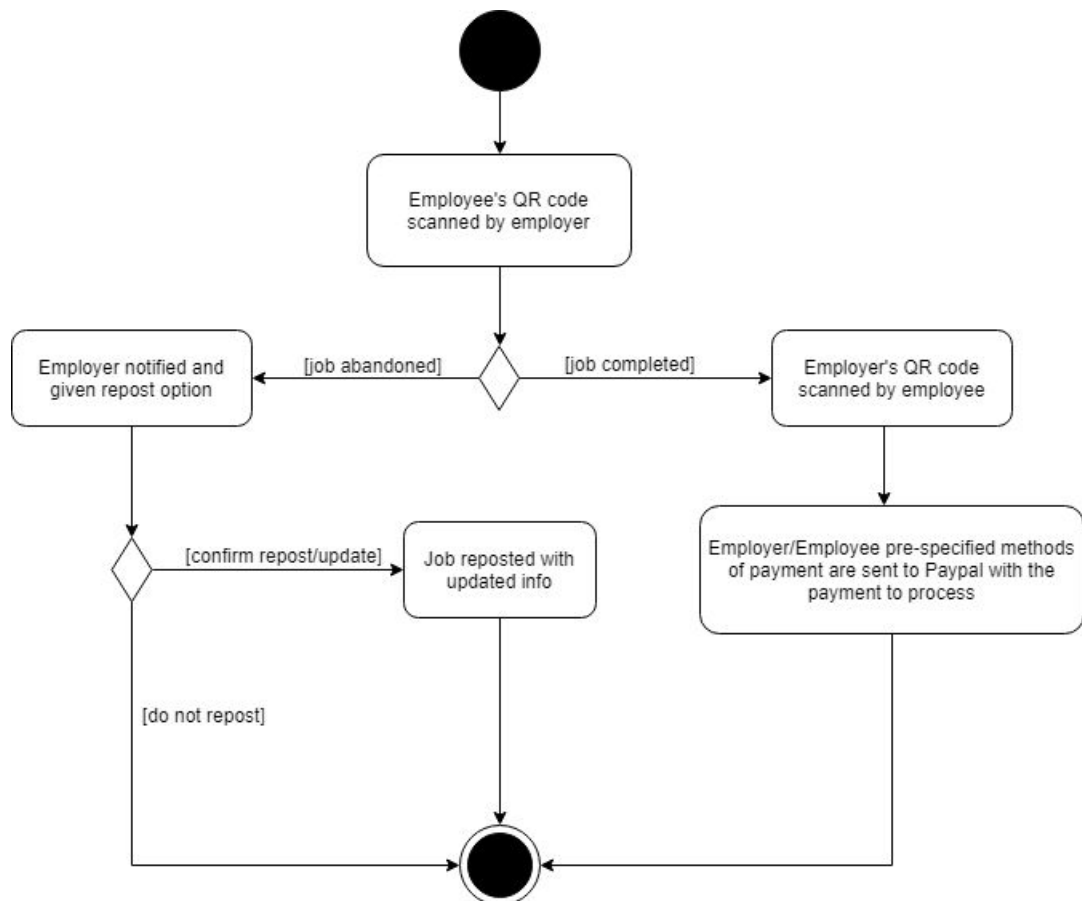 Employee's QR code
scanned by employer
[job abandoned]
[job completed]
Employer notified and
given repost option
Employer's QR code
scanned by employee
[confirm repost/update]
Job reposted with
updated info
Employer/Employee pre-specified methods
of payment are sent to Paypal with the
payment to process
[do not repost]